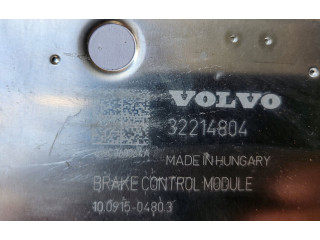 VOLVO
32214804
MADE IN HUNGARY
BRAKE CONTROL MODULE
10.0915-0480.3